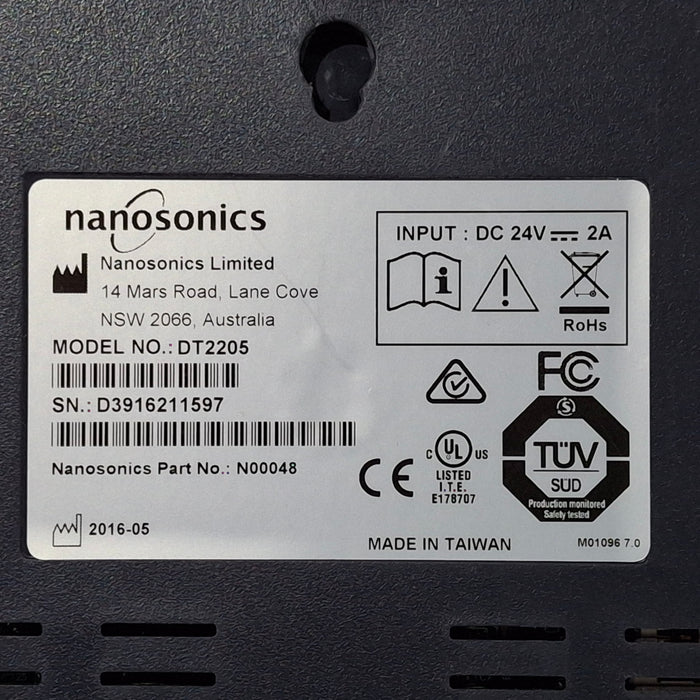 nanosonics
Nanosonics Limited
14 Mars Road, Lane Cove
NSW 2066, Australia
MODEL NO.: DT2205
SN.: D3916211597
Nanosonics Part No.: N00048
2016-05
INPUT : DC 24V ⎓ 2A
i
!
RoHs
FC
CE
C UL US
LISTED
I.T.E.
E178707
S
TÜV
SÜD
Production monitored
Safety tested
MADE IN TAIWAN
M01096 7.0